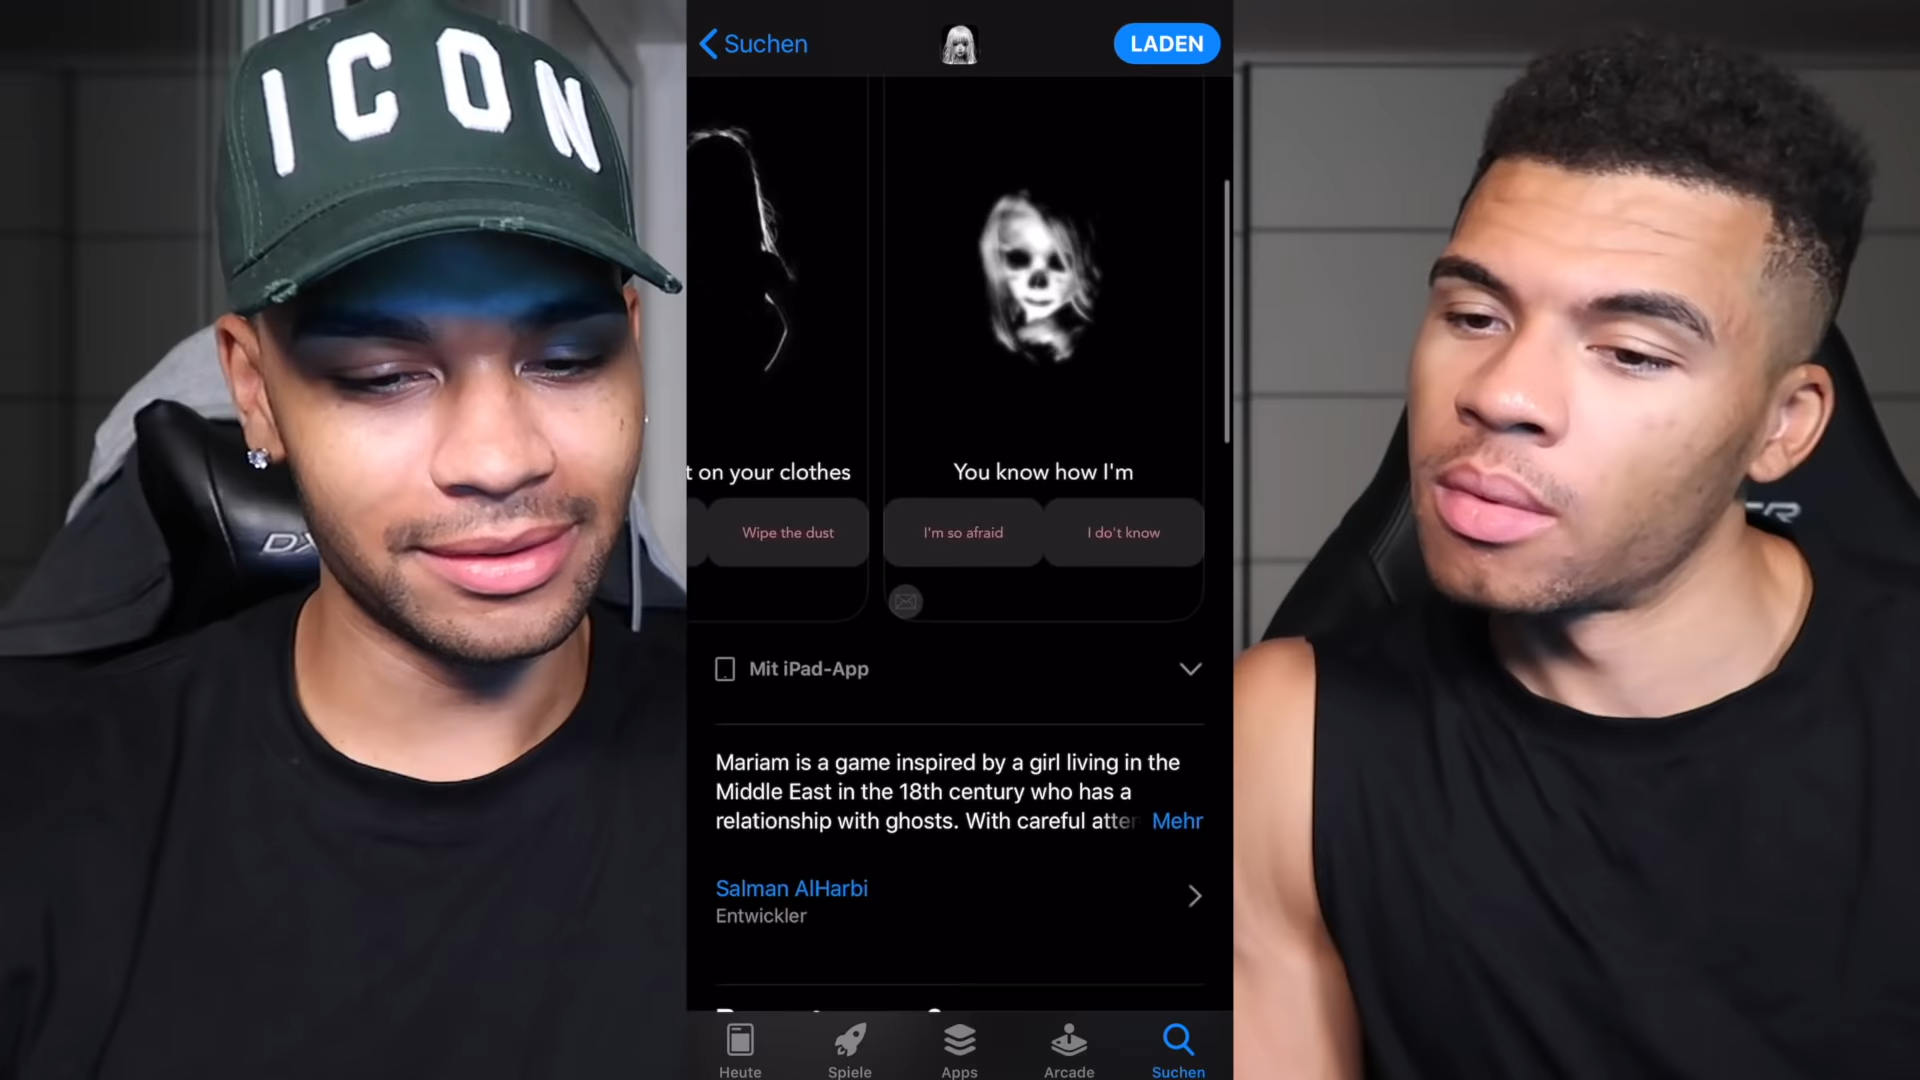 ICON
DX
Suchen
LADEN
t on your clothes
You know how I'm
Wipe the dust
I'm so afraid
I do't know
Mit iPad-App
Mariam is a game inspired by a girl living in the
Middle East in the 18th century who has a
relationship with ghosts. With careful atter
Mehr
Salman AlHarbi
Entwickler
Heute
Spiele
Apps
Arcade
Suchen